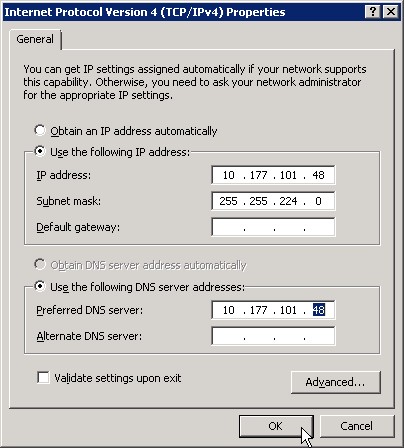 Internet Protocol Version 4 (TCP/IPv4) Properties
General
You can get IP settings assigned automatically if your network supports
this capability. Otherwise, you need to ask your network administrator
for the appropriate IP settings.
Obtain an IP address automatically
Use the following IP address:
IP address: 10 . 177 . 101 . 48
Subnet mask: 255 . 255 . 224 . 0
Default gateway: . . .
Obtain DNS server address automatically
Use the following DNS server addresses:
Preferred DNS server: 10 . 177 . 101 . 48
Alternate DNS server: . . .
Validate settings upon exit
Advanced...
OK Cancel